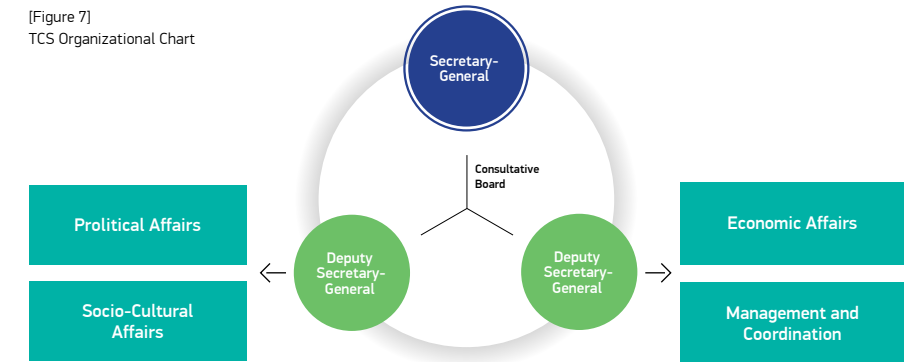 [Figure 7]
TCS Organizational Chart
Secretary-
General
Consultative
Board
Prolitical Affairs
Socio-Cultural
Affairs
Deputy
Secretary-
General
Deputy
Secretary-
General
Economic Affairs
Management and
Coordination